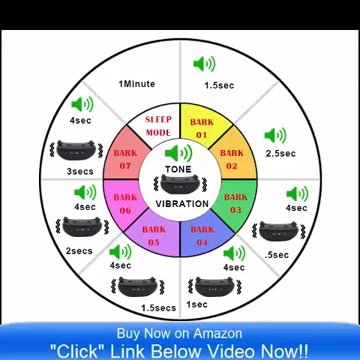 1Minute
1.5sec
4sec
SLEEP
MODE
BARK
01
BARK
07
BARK
02
2.5sec
3secs
TONE
4sec
BARK
06
VIBRATION
BARK
03
4sec
2secs
BARK
05
BARK
04
.5sec
4sec
4sec
1.5secs
1sec
Buy Now on Amazon
"Click" Link Below Video Now!!